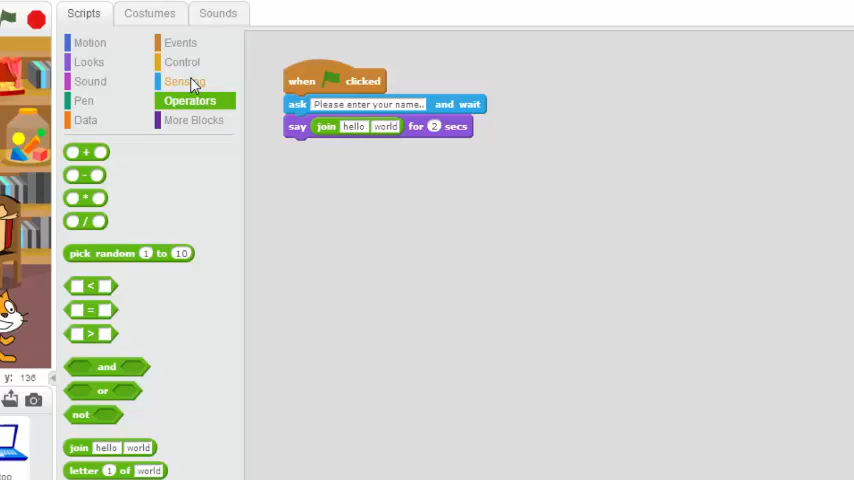 Scripts Costumes Sounds
Motion Events
Looks Control
Sound Sensing
Pen Operators
Data More Blocks
when clicked
ask Please enter your name.. and wait
say join hello world for 2 secs
+
-
*
/
pick random 1 to 10
<
=
>
and
or
not
join hello world
letter 1 of world
y: 136